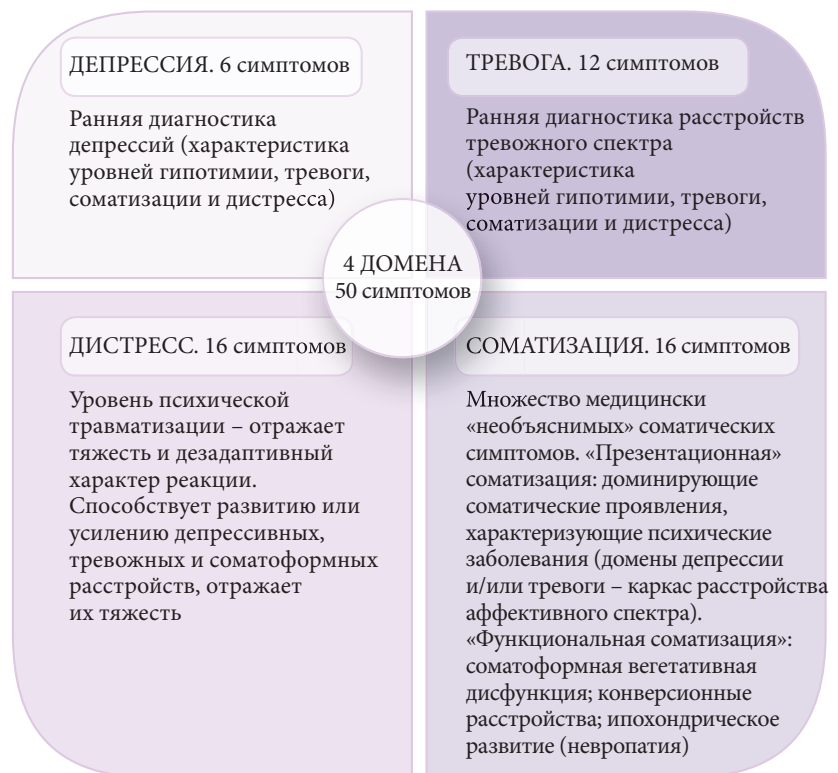 ДЕПРЕССИЯ. 6 симптомов
Ранняя диагностика
депрессий (характеристика
уровней гипотимии, тревоги,
соматизации и дистресса)
ТРЕВОГА. 12 симптомов
Ранняя диагностика расстройств
тревожного спектра
(характеристика
уровней гипотимии, тревоги,
соматизации и дистресса)
4 ДОМЕНА
50 симптомов
ДИСТРЕСС. 16 симптомов
Уровень психической
травматизации – отражает
тяжесть и дезадаптивный
характер реакции.
Способствует развитию или
усилению депрессивных,
тревожных и соматоформных
расстройств, отражает
их тяжесть
СОМАТИЗАЦИЯ. 16 симптомов
Множество медицински
«необъяснимых» соматических
симптомов. «Презентационная»
соматизация: доминирующие
соматические проявления,
характеризующие психические
заболевания (домены депрессии
и/или тревоги – каркас расстройства
аффективного спектра).
«Функциональная соматизация»:
соматоформная вегетативная
дисфункция; конверсионные
расстройства; ипохондрическое
развитие (невропатия)